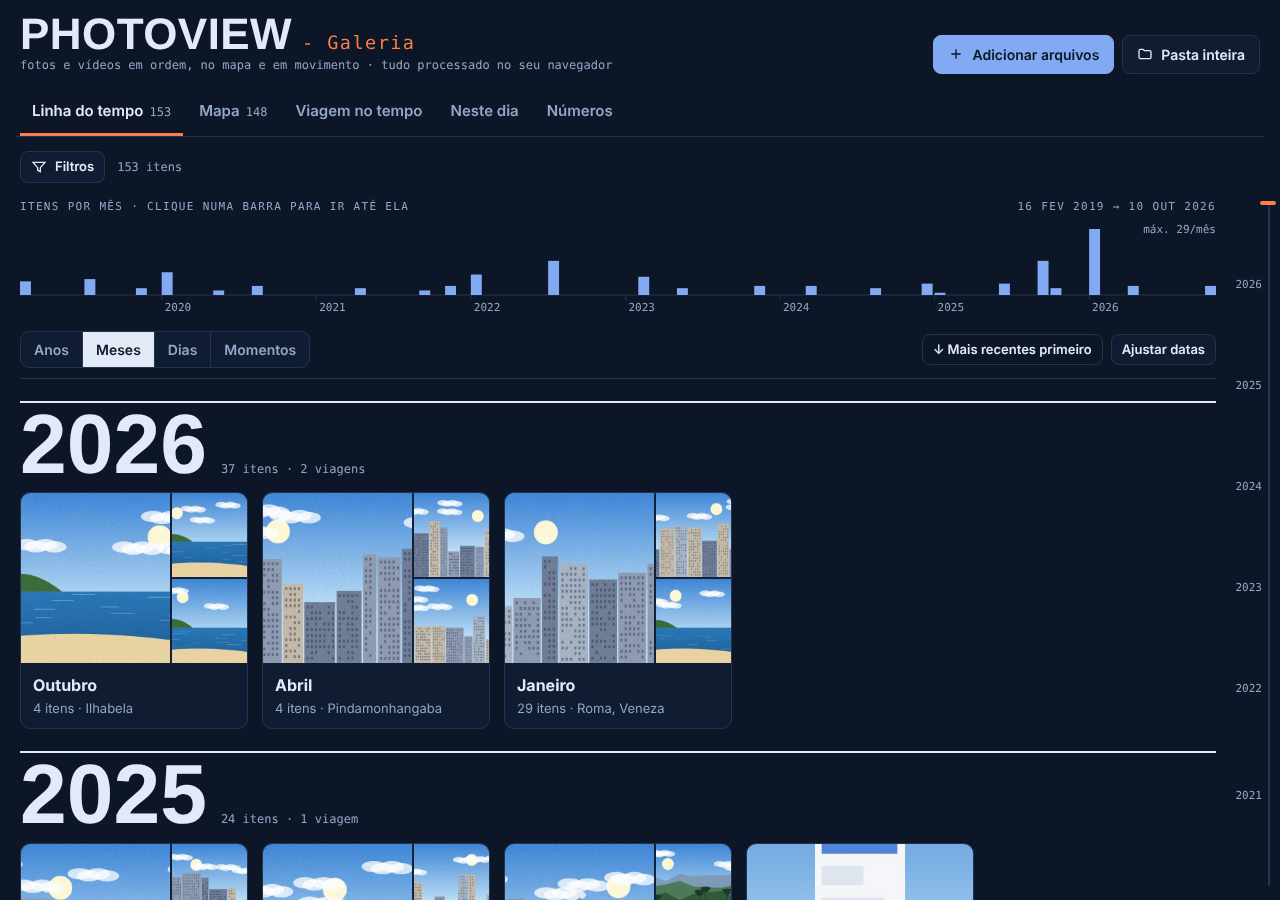 PHOTOVIEW - Galeria
fotos e vídeos em ordem, no mapa e em movimento · tudo processado no seu navegador
+ Adicionar arquivos
Pasta inteira
Linha do tempo 153
Mapa 148
Viagem no tempo
Neste dia
Números
Filtros
153 itens
ITENS POR MÊS · CLIQUE NUMA BARRA PARA IR ATÉ ELA
16 FEV 2019 → 10 OUT 2026
máx. 29/mês
2020
2021
2022
2023
2024
2025
2026
Anos
Meses
Dias
Momentos
↓ Mais recentes primeiro
Ajustar datas
2026
37 itens · 2 viagens
Outubro
4 itens · Ilhabela
Abril
4 itens · Pindamonhangaba
Janeiro
29 itens · Roma, Veneza
2025
24 itens · 1 viagem
2026
2025
2024
2023
2022
2021